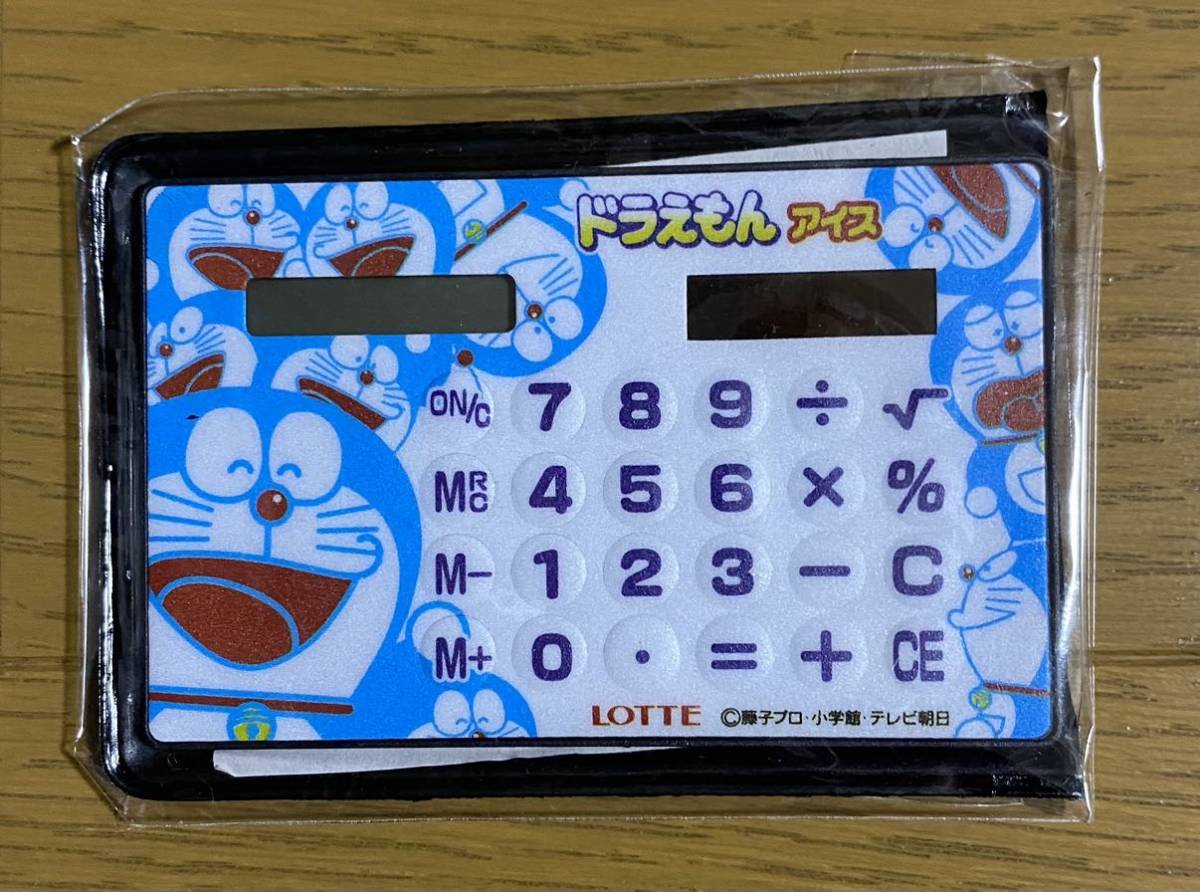 ドラえもん アイス
ON/C 7 8 9 ÷ √
MRC 4 5 6 × %
M− 1 2 3 − C
M+ 0 · = + CE
LOTTE ©藤子プロ・小学館・テレビ朝日